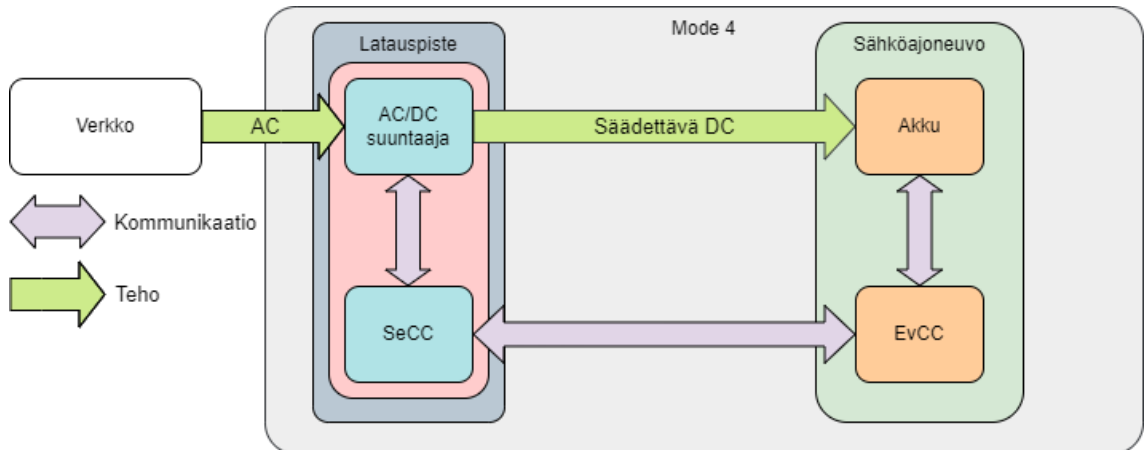 Mode 4
Latauspiste
Sähköajoneuvo
Verkko
AC
AC/DC
suuntaaja
Säädettävä DC
Akku
Kommunikaatio
Teho
SeCC
EvCC